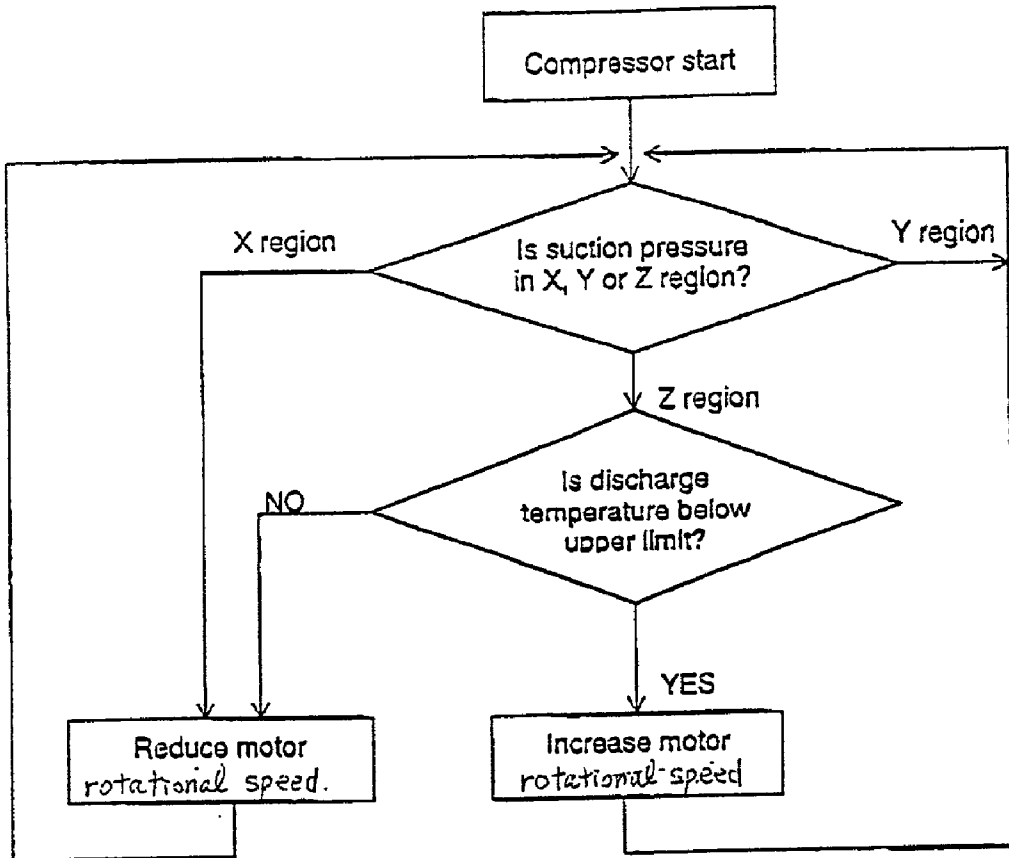 Compressor start
X region
Is suction pressure
in X, Y or Z region?
Y region
Z region
Is discharge
temperature below
upper limit?
NO
YES
Reduce motor
rotational speed.
Increase motor
rotational speed